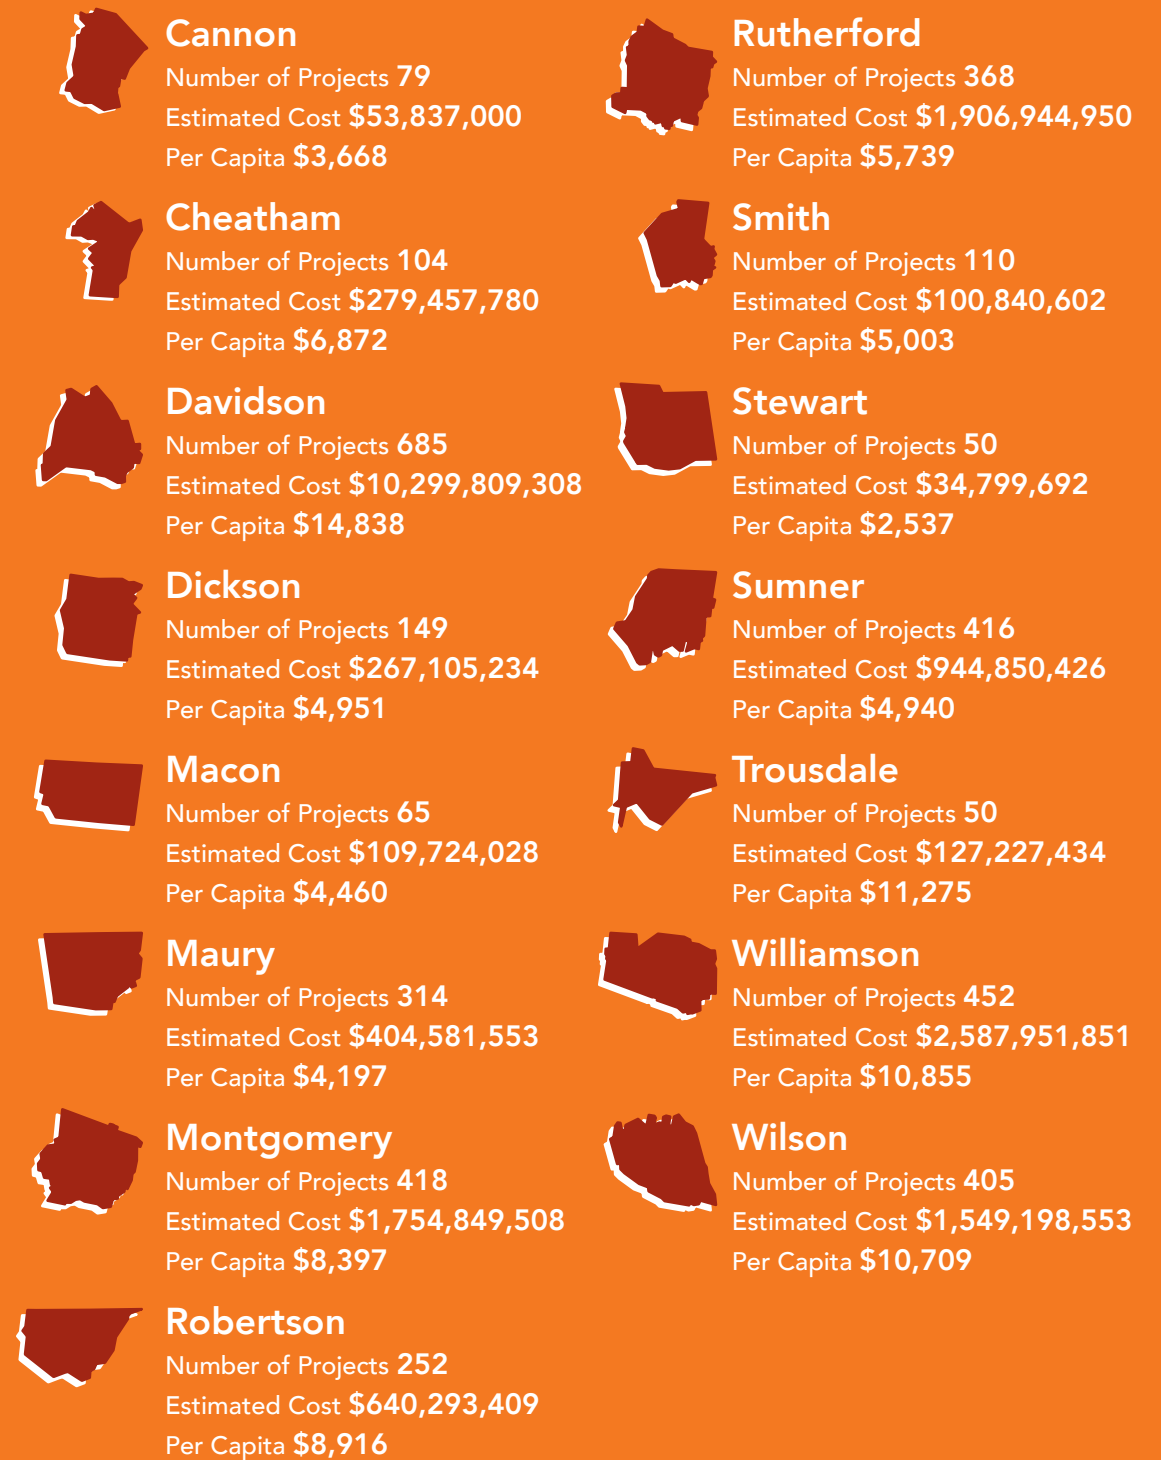 Cannon
Number of Projects 79
Estimated Cost $53,837,000
Per Capita $3,668
Cheatham
Number of Projects 104
Estimated Cost $279,457,780
Per Capita $6,872
Davidson
Number of Projects 685
Estimated Cost $10,299,809,308
Per Capita $14,838
Dickson
Number of Projects 149
Estimated Cost $267,105,234
Per Capita $4,951
Macon
Number of Projects 65
Estimated Cost $109,724,028
Per Capita $4,460
Maury
Number of Projects 314
Estimated Cost $404,581,553
Per Capita $4,197
Montgomery
Number of Projects 418
Estimated Cost $1,754,849,508
Per Capita $8,397
Robertson
Number of Projects 252
Estimated Cost $640,293,409
Per Capita $8,916
Rutherford
Number of Projects 368
Estimated Cost $1,906,944,950
Per Capita $5,739
Smith
Number of Projects 110
Estimated Cost $100,840,602
Per Capita $5,003
Stewart
Number of Projects 50
Estimated Cost $34,799,692
Per Capita $2,537
Sumner
Number of Projects 416
Estimated Cost $944,850,426
Per Capita $4,940
Trousdale
Number of Projects 50
Estimated Cost $127,227,434
Per Capita $11,275
Williamson
Number of Projects 452
Estimated Cost $2,587,951,851
Per Capita $10,855
Wilson
Number of Projects 405
Estimated Cost $1,549,198,553
Per Capita $10,709